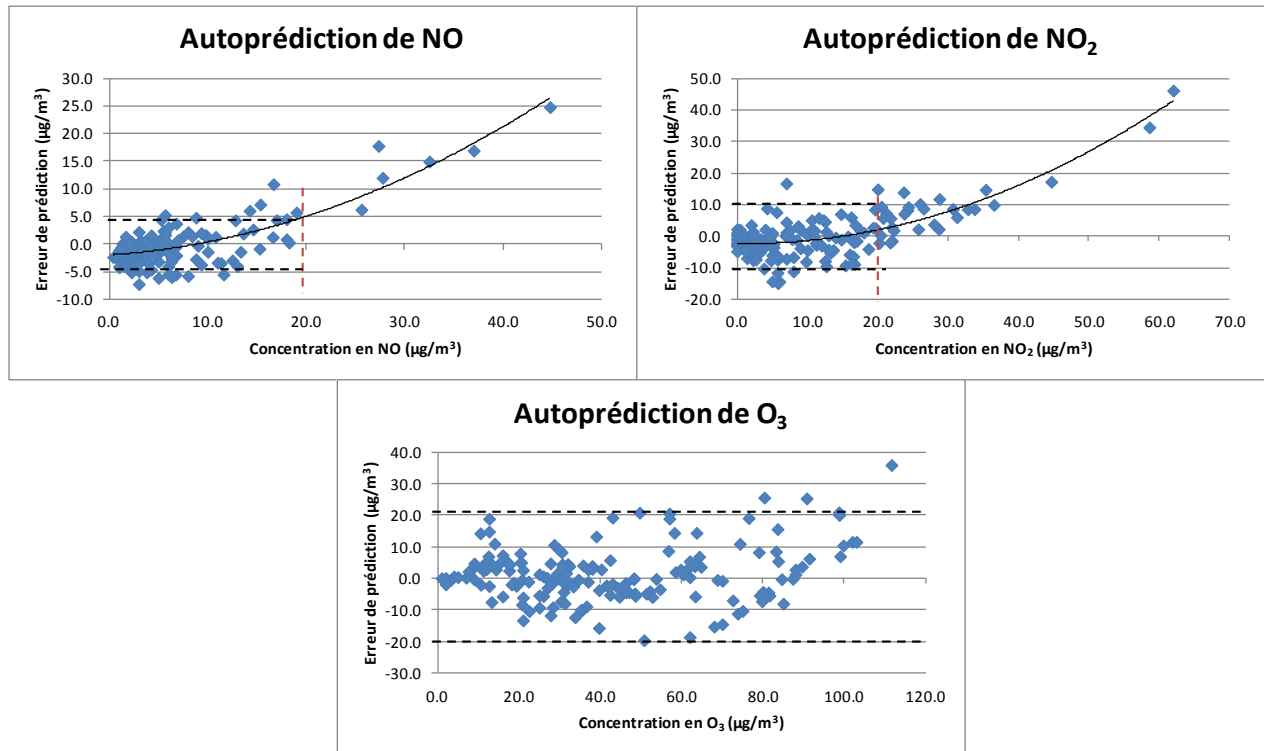 Autoprédiction de NO
Erreur de prédiction (µg/m³)
30.0
25.0
20.0
15.0
10.0
5.0
0.0
-5.0
-10.0
0.0 10.0 20.0 30.0 40.0 50.0
Concentration en NO (µg/m³)
Autoprédiction de NO₂
Erreur de prédiction (µg/m³)
50.0
40.0
30.0
20.0
10.0
0.0
-10.0
-20.0
0.0 10.0 20.0 30.0 40.0 50.0 60.0 70.0
Concentration en NO₂ (µg/m³)
Autoprédiction de O₃
Erreur de prédiction (µg/m³)
40.0
30.0
20.0
10.0
0.0
-10.0
-20.0
-30.0
0.0 20.0 40.0 60.0 80.0 100.0 120.0
Concentration en O₃ (µg/m³)